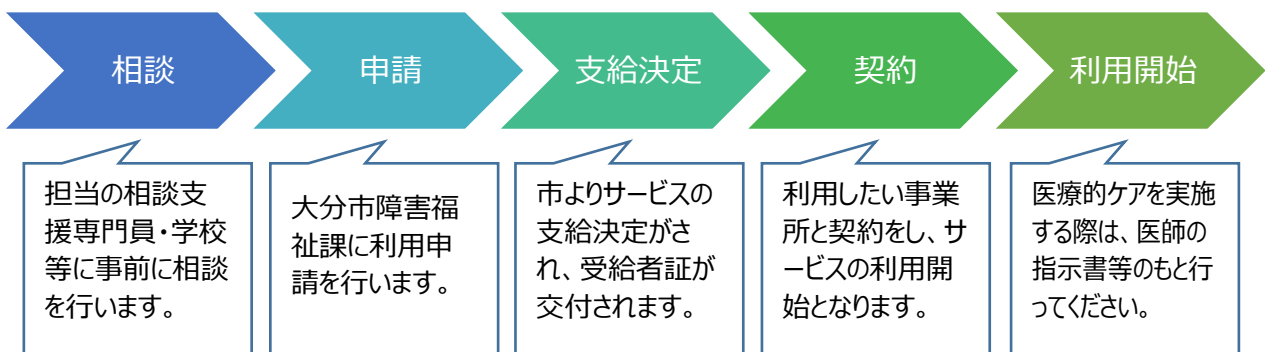 相談
申請
支給決定
契約
利用開始
担当の相談支
援専門員・学校
等に事前に相談
を行います。
大分市障害福
祉課に利用申
請を行います。
市よりサービスの
支給決定がさ
れ、受給者証が
交付されます。
利用したい事業
所と契約をし、サ
ービスの利用開
始となります。
医療的ケアを実施
する際は、医師の
指示書等のもと行
ってください。